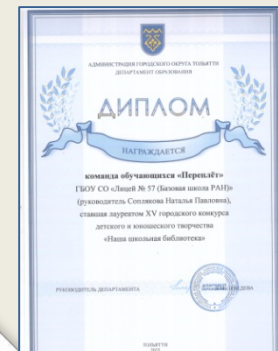 АДМИНИСТРАЦИЯ ГОРОДСКОГО ОКРУГА ТОЛЬЯТТИ
ДЕПАРТАМЕНТ ОБРАЗОВАНИЯ
ДИПЛОМ
НАГРАЖДАЕТСЯ
команда обучающихся «Переплёт»
ГБОУ СО «Лицей № 57 (Базовая школа РАН)»
(руководитель Соплякова Наталья Павловна),
ставшая лауреатом XV городского конкурса
детского и юношеского творчества
«Наша школьная библиотека»
РУКОВОДИТЕЛЬ ДЕПАРТАМЕНТА
ТОЛЬЯТТИ